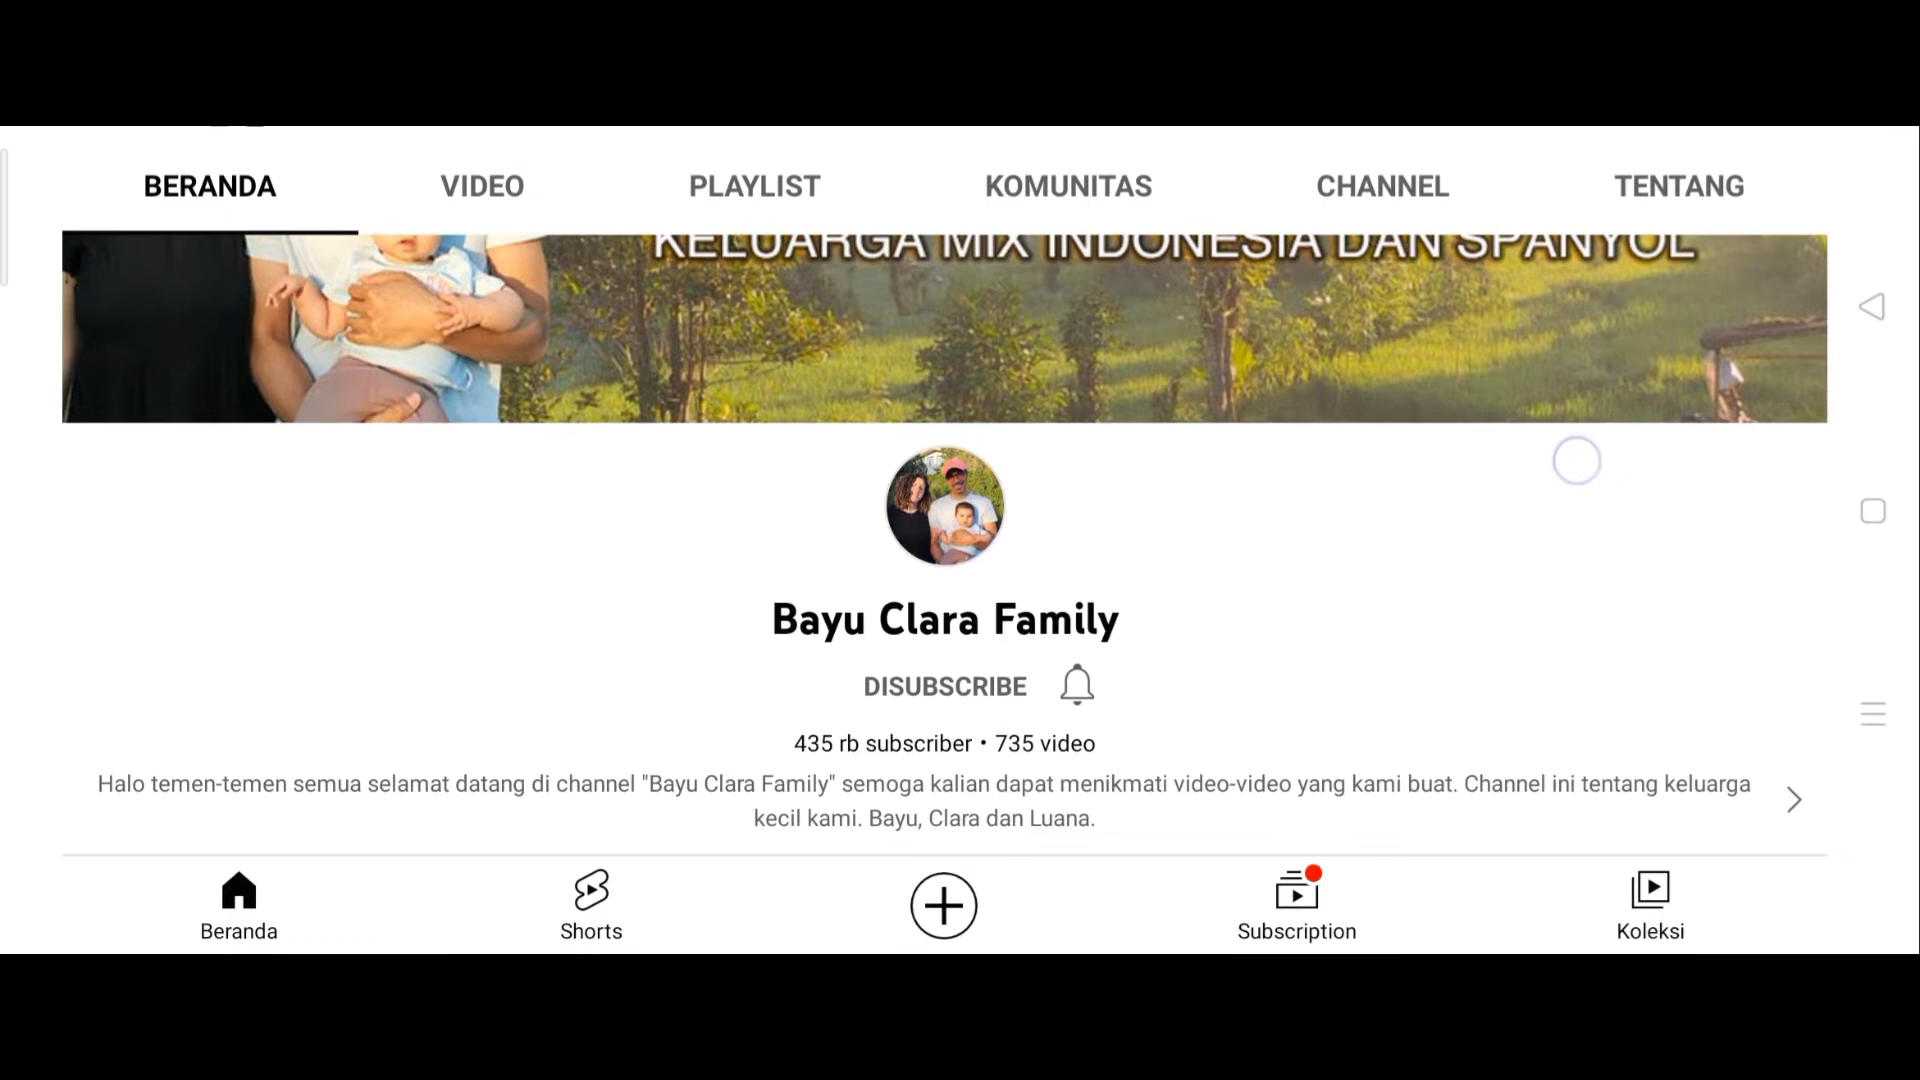 BERANDA VIDEO PLAYLIST KOMUNITAS CHANNEL TENTANG
KELUARGA MIX INDONESIA DAN SPANYOL
Bayu Clara Family
DISUBSCRIBE
435 rb subscriber • 735 video
Halo temen-temen semua selamat datang di channel "Bayu Clara Family" semoga kalian dapat menikmati video-video yang kami buat. Channel ini tentang keluarga
kecil kami. Bayu, Clara dan Luana.
Beranda Shorts Subscription Koleksi